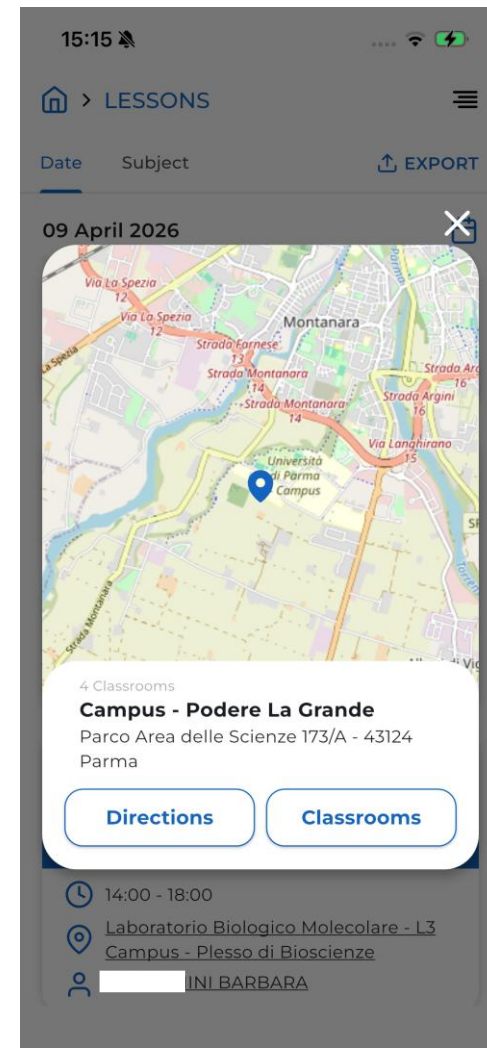 15:15
LESSONS
Date
Subject
EXPORT
09 April 2026
Via La Spezia
12
Via La Spezia
12
Montanara
Parma
Strada Farnese
13
Strada Montanara
14
Strada Montanara
14
Strada
16
Strada Argini
16
Via Langhirano
15
Università
di Parma
Campus
Strada Montanara
4 Classrooms
Campus - Podere La Grande
Parco Area delle Scienze 173/A - 43124
Parma
Directions
Classrooms
14:00 - 18:00
Laboratorio Biologico Molecolare - L3
Campus - Plesso di Bioscienze
INI BARBARA